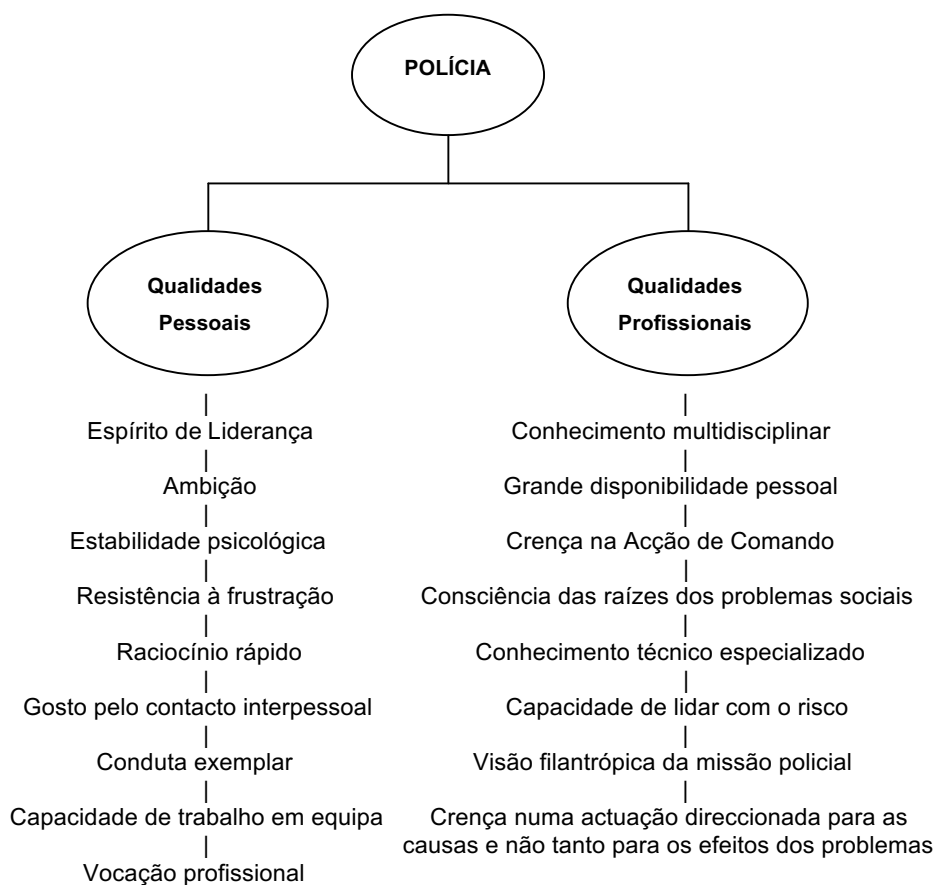 POLÍCIA
Qualidades
Pessoais
Espírito de Liderança
Ambição
Estabilidade psicológica
Resistência à frustração
Raciocínio rápido
Gosto pelo contacto interpessoal
Conduta exemplar
Capacidade de trabalho em equipa
Vocação profissional
Qualidades
Profissionais
Conhecimento multidisciplinar
Grande disponibilidade pessoal
Crença na Acção de Comando
Consciência das raízes dos problemas sociais
Conhecimento técnico especializado
Capacidade de lidar com o risco
Visão filantrópica da missão policial
Crença numa actuação direccionada para as
causas e não tanto para os efeitos dos problemas